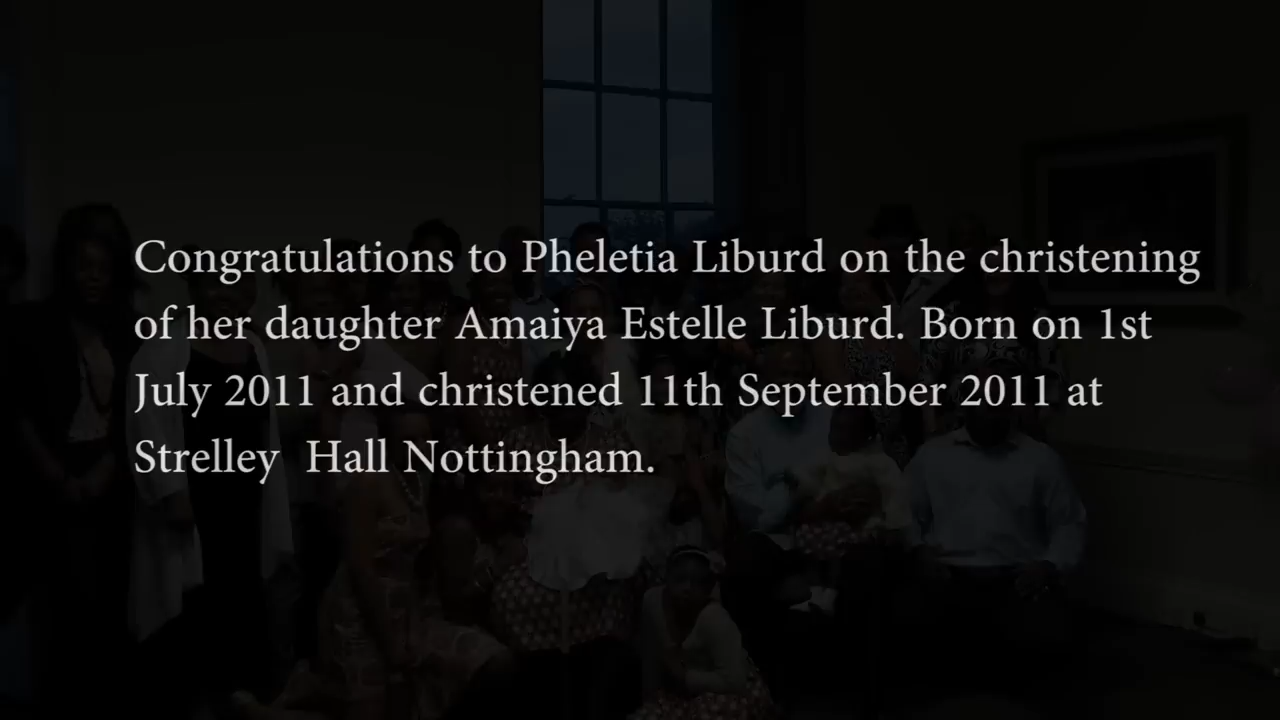 Congratulations to Pheletia Liburd on the christening
of her daughter Amaiya Estelle Liburd. Born on 1st
July 2011 and christened 11th September 2011 at
Strelley  Hall Nottingham.